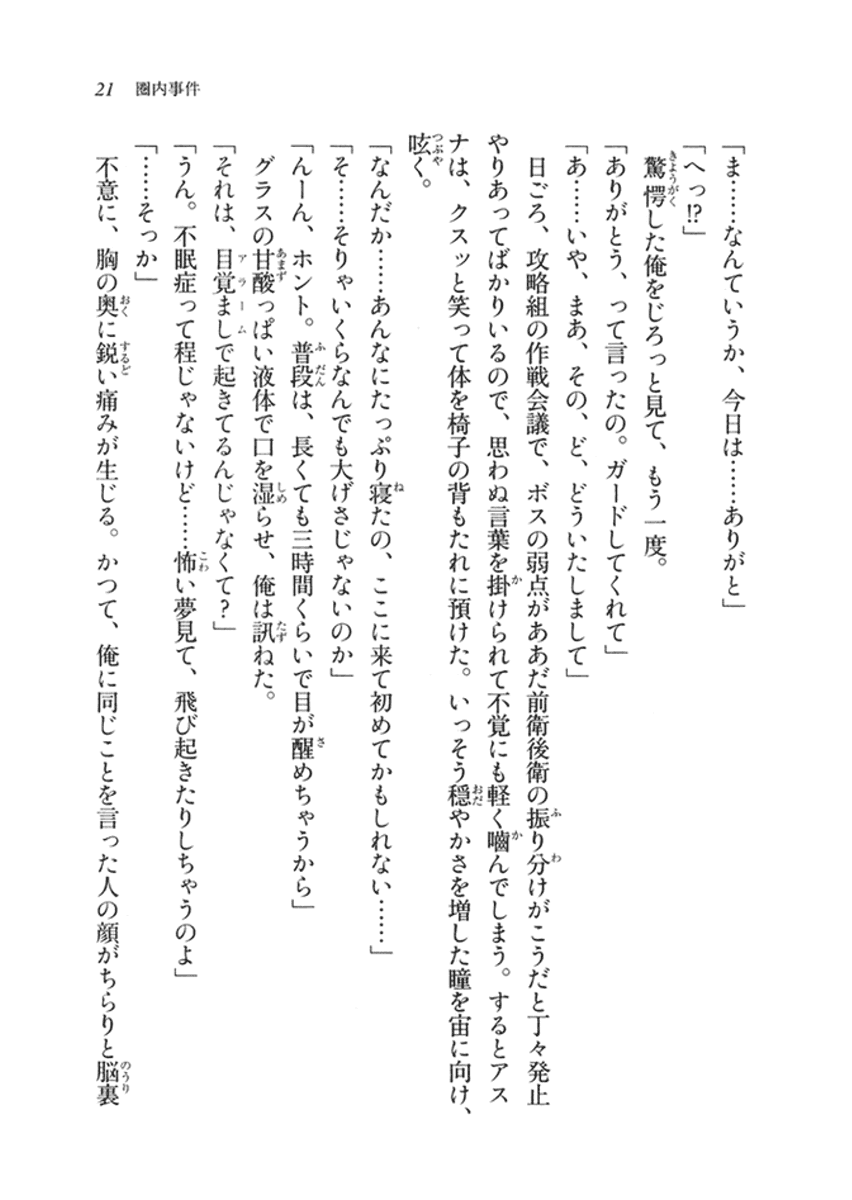 21 圏内事件
「ま……なんていうか、今日は……ありがと」
「へっ!?」
驚愕した俺をじろっと見て、もう一度。
「ありがとう、って言ったの。ガードしてくれて」
「あ……いや、まあ、その、ど、どういたしまして」
日ごろ、攻略組の作戦会議で、ボスの弱点がああだ前衛後衛の振り分けがこうだと丁々発止
やりあってばかりいるので、思わぬ言葉を掛けられて不覚にも軽く嚙んでしまう。するとアス
ナは、クスッと笑って体を椅子の背もたれに預けた。いっそう穏やかさを増した瞳を宙に向け、
呟く。
「なんだか……あんなにたっぷり寝たの、ここに来て初めてかもしれない……」
「そ……そりゃいくらなんでも大げさじゃないのか」
「んーん、ホント。普段は、長くても三時間くらいで目が醒めちゃうから」
グラスの甘酸っぱい液体で口を湿らせ、俺は訊ねた。
「それは、目覚ましで起きてるんじゃなくて?」
「うん。不眠症って程じゃないけど……怖い夢見て、飛び起きたりしちゃうのよ」
「……そっか」
不意に、胸の奥に鋭い痛みが生じる。かつて、俺に同じことを言った人の顔がちらりと脳裏